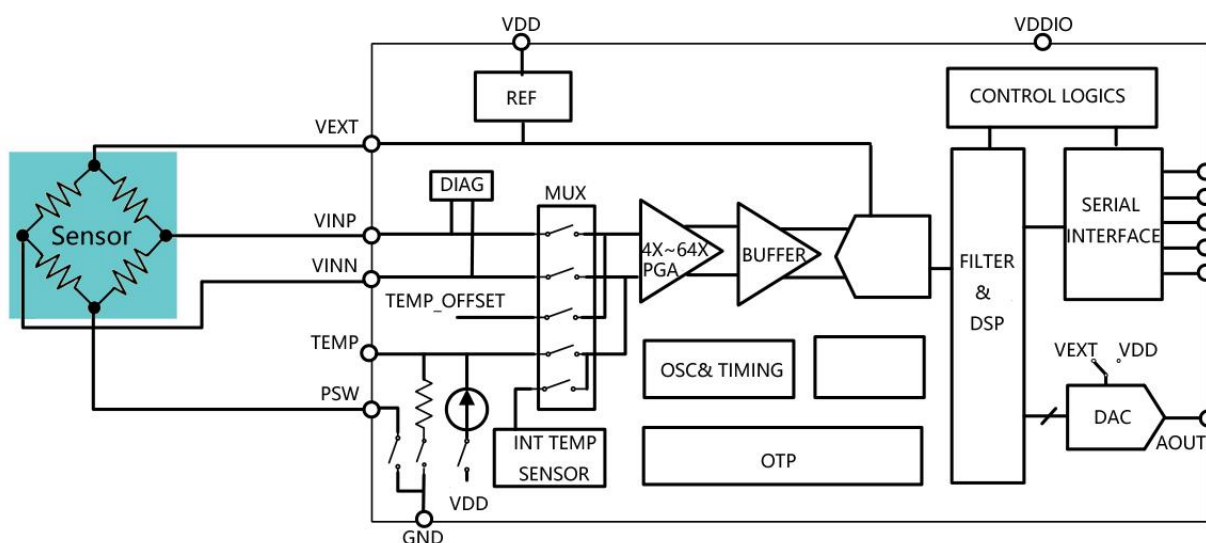 VDD
VDDIO
REF
CONTROL LOGICS
VEXT
DIAG
MUX
Sensor
VINP
4X~64X
PGA
BUFFER
SERIAL
INTERFACE
VINN
FILTER
&
DSP
TEMP_OFFSET
TEMP
OSC& TIMING
VEXT
VDD
PSW
DAC
INT TEMP
SENSOR
OTP
AOUT
VDD
GND